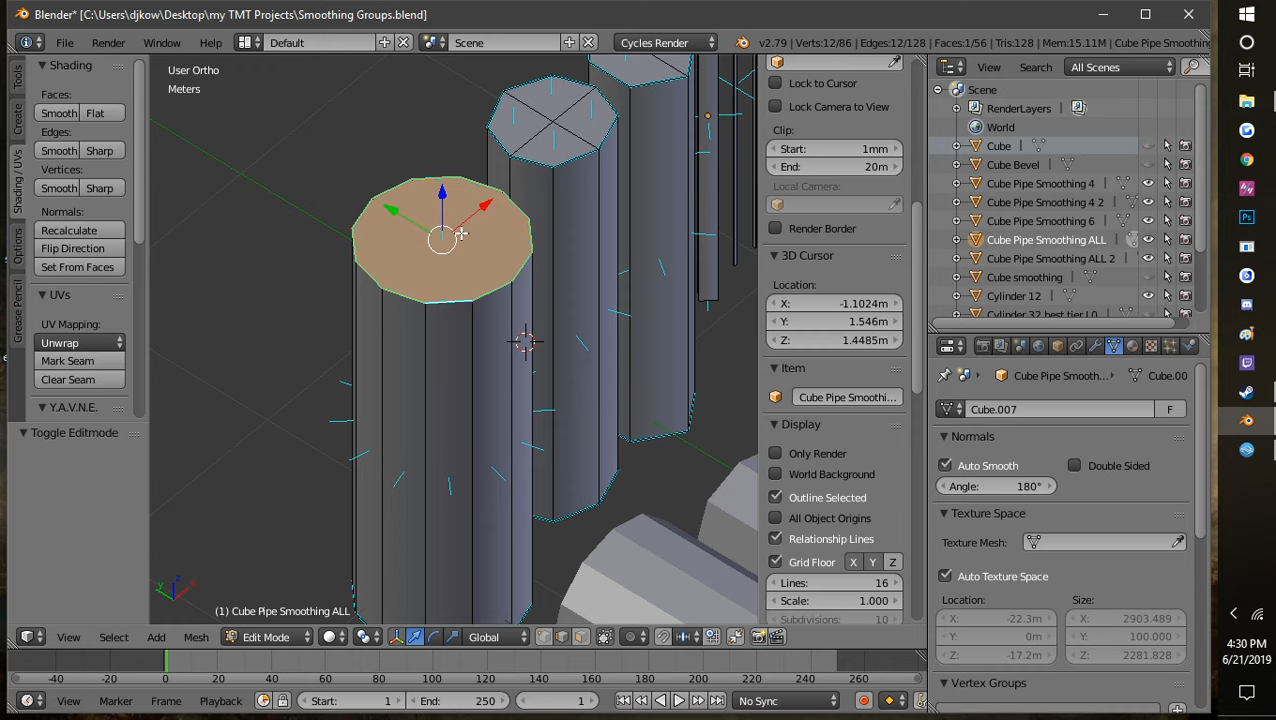 Blender* [C:\Users\djkow\Desktop\my TMT Projects\Smoothing Groups.blend]
File Render Window Help Default Scene Cycles Render v2.79 | Verts:12/86 | Edges:12/128 | Faces:1/56 | Tris:128 | Mem:15.11M | Cube Pipe Smoothing
Tools
Create
Shading / UVs
Options
Grease Pencil
Shading
Faces:
Smooth Flat
Edges:
Smooth Sharp
Vertices:
Smooth Sharp
Normals:
Recalculate
Flip Direction
Set From Faces
UVs
UV Mapping:
Unwrap
Mark Seam
Clear Seam
Y.A.V.N.E.
Toggle Editmode
User Ortho
Meters
(1) Cube Pipe Smoothing ALL
Lock to Cursor
Lock Camera to View
Clip:
Start: 1mm
End: 20m
Local Camera:
Render Border
3D Cursor
Location:
X: -1.1024m
Y: 1.546m
Z: 1.4485m
Item
Cube Pipe Smoothi...
Display
Only Render
World Background
Outline Selected
All Object Origins
Relationship Lines
Grid Floor X Y Z
Lines: 16
Scale: 1.000
Subdivisions: 10
View Search All Scenes
Scene
RenderLayers
World
Cube
Cube Bevel
Cube Pipe Smoothing 4
Cube Pipe Smoothing 4 2
Cube Pipe Smoothing 6
Cube Pipe Smoothing ALL
Cube Pipe Smoothing ALL 2
Cube smoothing
Cylinder 12
Cylinder 32 best tier L0
Cube Pipe Smooth... Cube.00
Cube.007 F
Normals
Auto Smooth Double Sided
Angle: 180°
Texture Space
Texture Mesh:
Auto Texture Space
Location: Size:
X: -22.3m X: 2903.489
Y: 0m Y: 100.000
Z: -17.2m Z: 2281.828
Vertex Groups
View Select Add Mesh Edit Mode Global
-40 -20 0 20 40 60 80 100 120 140 160 180 200 220 240 260
View Marker Frame Playback Start: 1 End: 250 1 No Sync
4:30 PM
6/21/2019